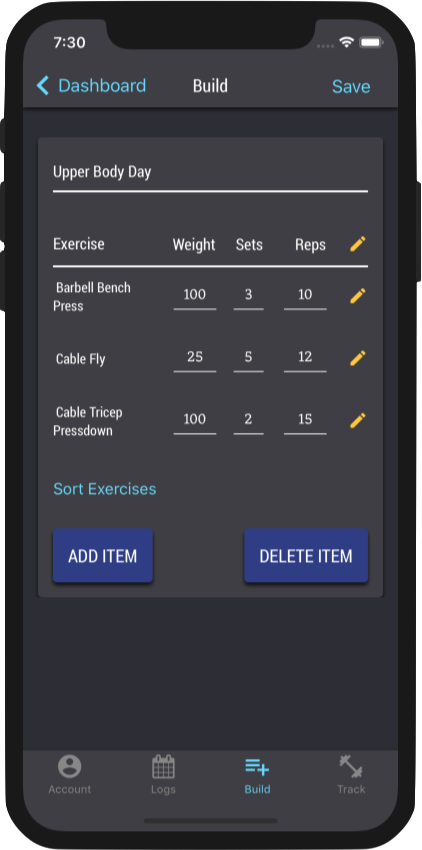 7:30
Dashboard Build Save
Upper Body Day
Exercise Weight Sets Reps
Barbell Bench
Press
100 3 10
Cable Fly 25 5 12
Cable Tricep
Pressdown
100 2 15
Sort Exercises
ADD ITEM DELETE ITEM
Account Logs Build Track